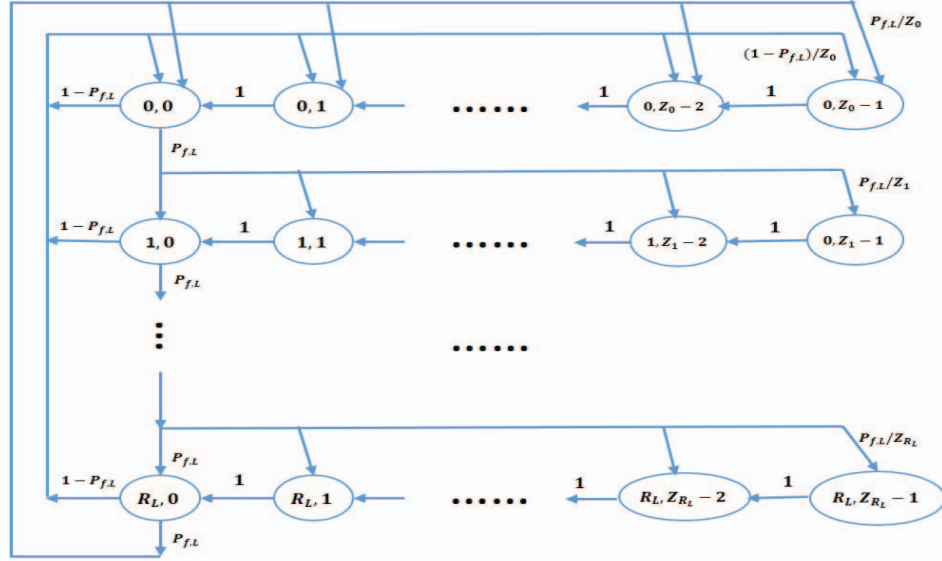 P_{f,L}/Z_0
(1-P_{f,L})/Z_0
1-P_{f,L} 0,0 1 0,1 ...... 1 0,Z_0-2 1 0,Z_0-1
P_{f,L}
P_{f,L}/Z_1
1-P_{f,L} 1,0 1 1,1 ...... 1 1,Z_1-2 1 0,Z_1-1
P_{f,L}
⋮ ......
P_{f,L}/Z_{R_L}
P_{f,L}
1-P_{f,L} R_L,0 1 R_L,1 ...... 1 R_L,Z_{R_L}-2 1 R_L,Z_{R_L}-1
P_{f,L}